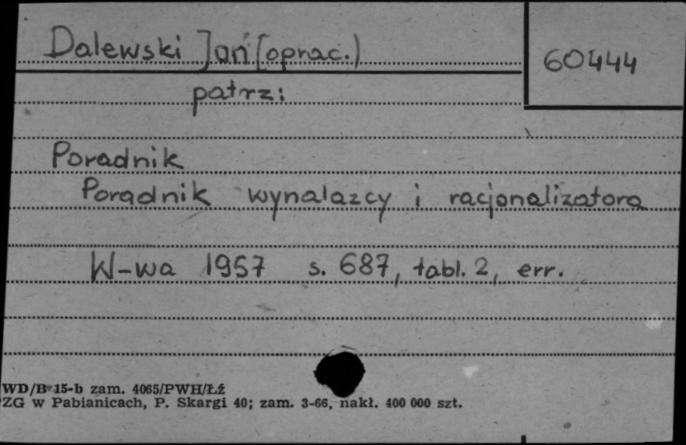 Dalewski Jan (oprac.)
60444
patrz:
Poradnik
Poradnik wynalazcy i racjonalizatora
W-wa 1957 s. 687, tabl. 2, err.
WD/B-15-b zam. 4065/PWH/Łź
ZG w Pabianicach, P. Skargi 40; zam. 3-66, nakł. 400 000 szt.